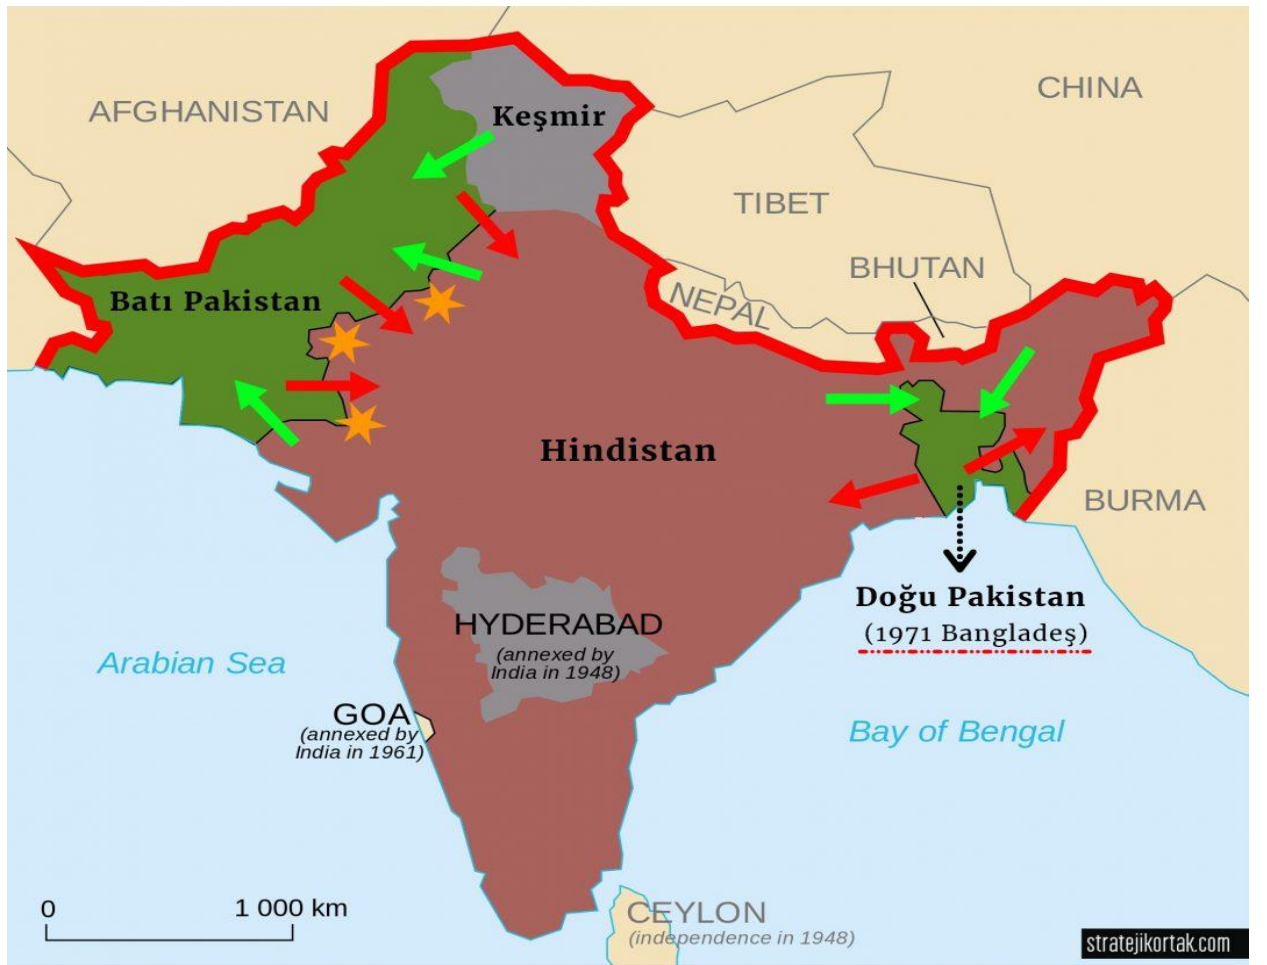 CHINA
AFGHANISTAN
Keşmir
TIBET
BHUTAN
NEPAL
Batı Pakistan
Hindistan
BURMA
Doğu Pakistan
(1971 Bangladeş)
HYDERABAD
(annexed by
India in 1948)
Arabian Sea
GOA
(annexed by
India in 1961)
Bay of Bengal
0 1 000 km
CEYLON
(independence in 1948)
stratejikortak.com